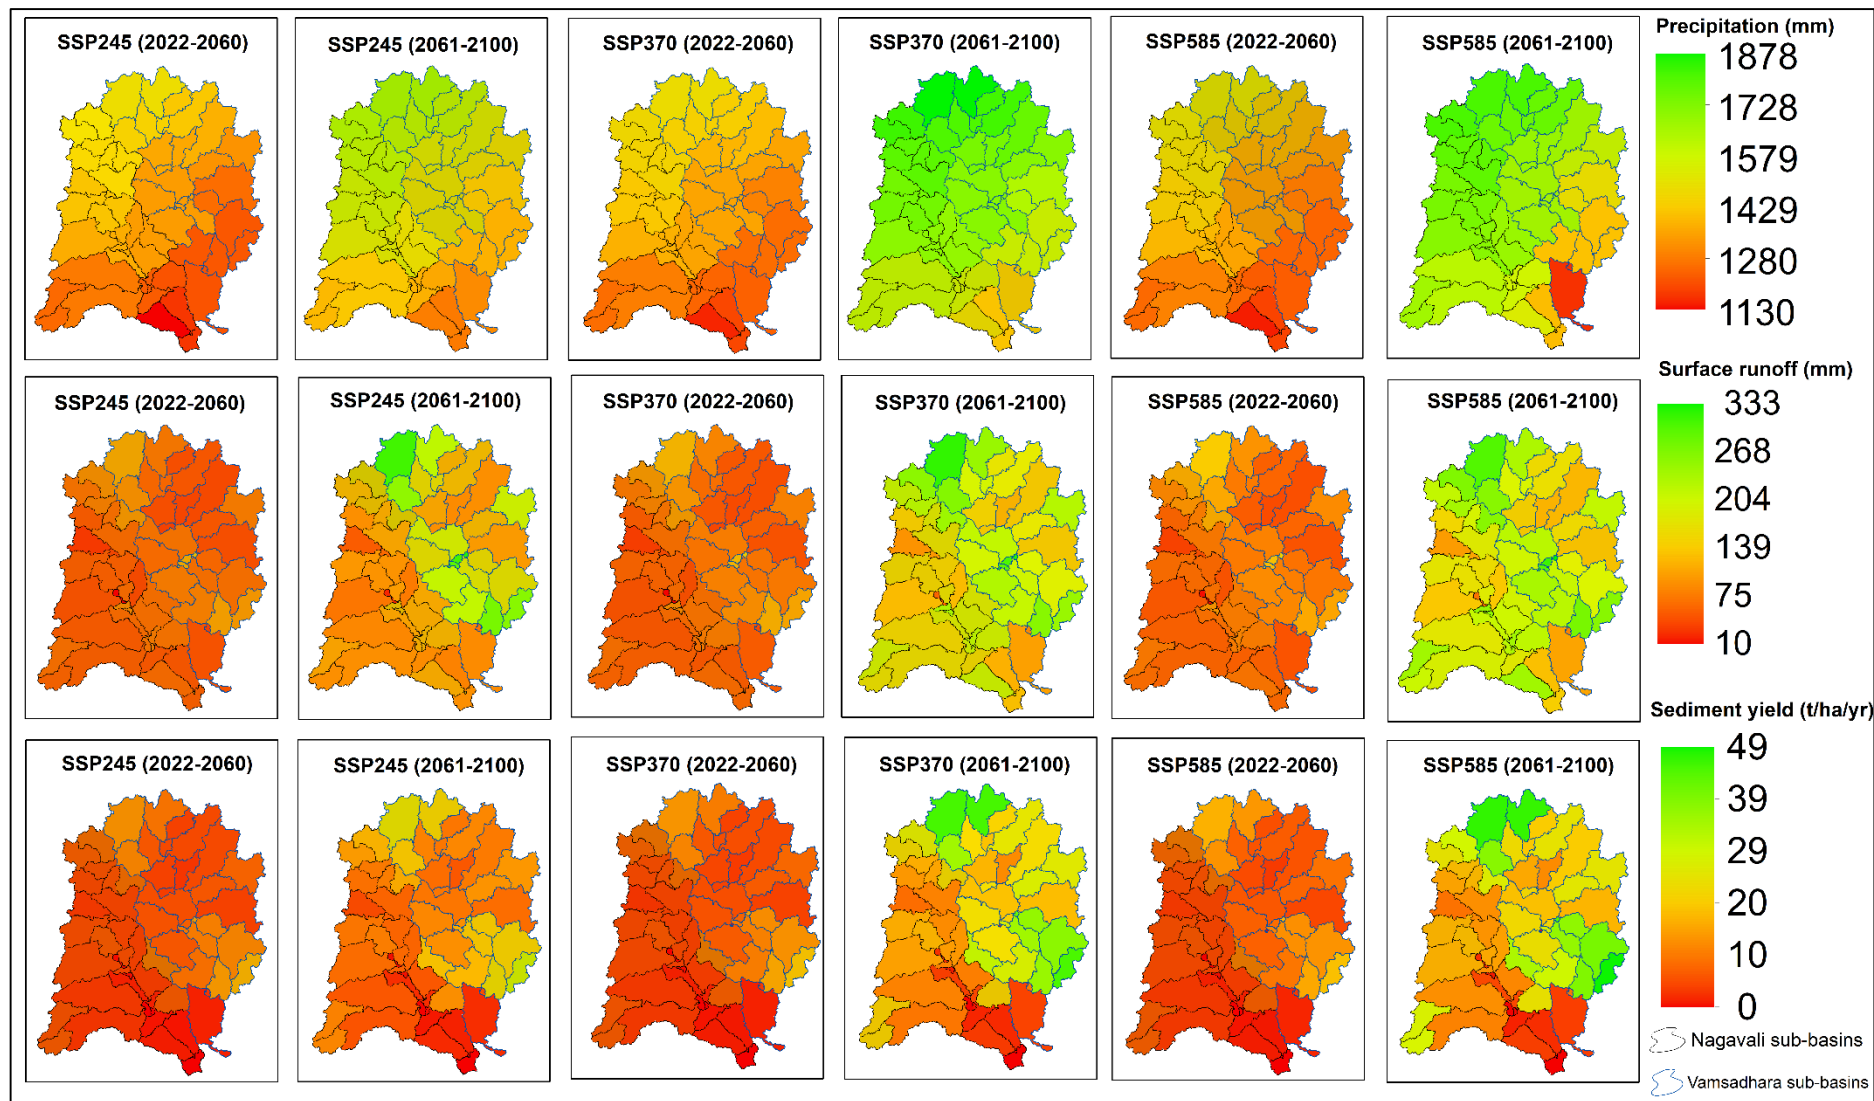 SSP245 (2022-2060)
SSP245 (2061-2100)
SSP370 (2022-2060)
SSP370 (2061-2100)
SSP585 (2022-2060)
SSP585 (2061-2100)
Precipitation (mm)
1878
1728
1579
1429
1280
1130
SSP245 (2022-2060)
SSP245 (2061-2100)
SSP370 (2022-2060)
SSP370 (2061-2100)
SSP585 (2022-2060)
SSP585 (2061-2100)
Surface runoff (mm)
333
268
204
139
75
10
SSP245 (2022-2060)
SSP245 (2061-2100)
SSP370 (2022-2060)
SSP370 (2061-2100)
SSP585 (2022-2060)
SSP585 (2061-2100)
Sediment yield (t/ha/yr)
49
39
29
20
10
0
Nagavali sub-basins
Vamsadhara sub-basins